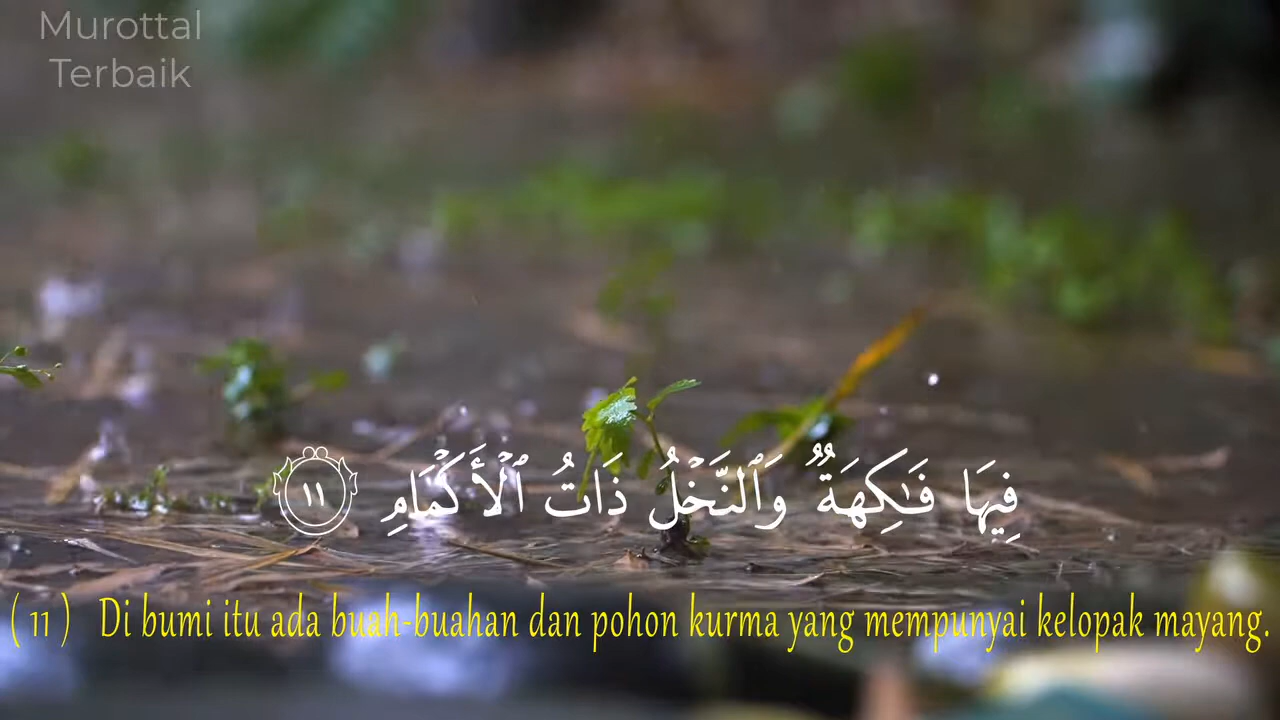 Murottal
Terbaik
فِيهَا فَٰكِهَةٌ وَٱلنَّخْلُ ذَاتُ ٱلْأَكْمَامِ ١١
( 11 ) Di bumi itu ada buah-buahan dan pohon kurma yang mempunyai kelopak mayang.